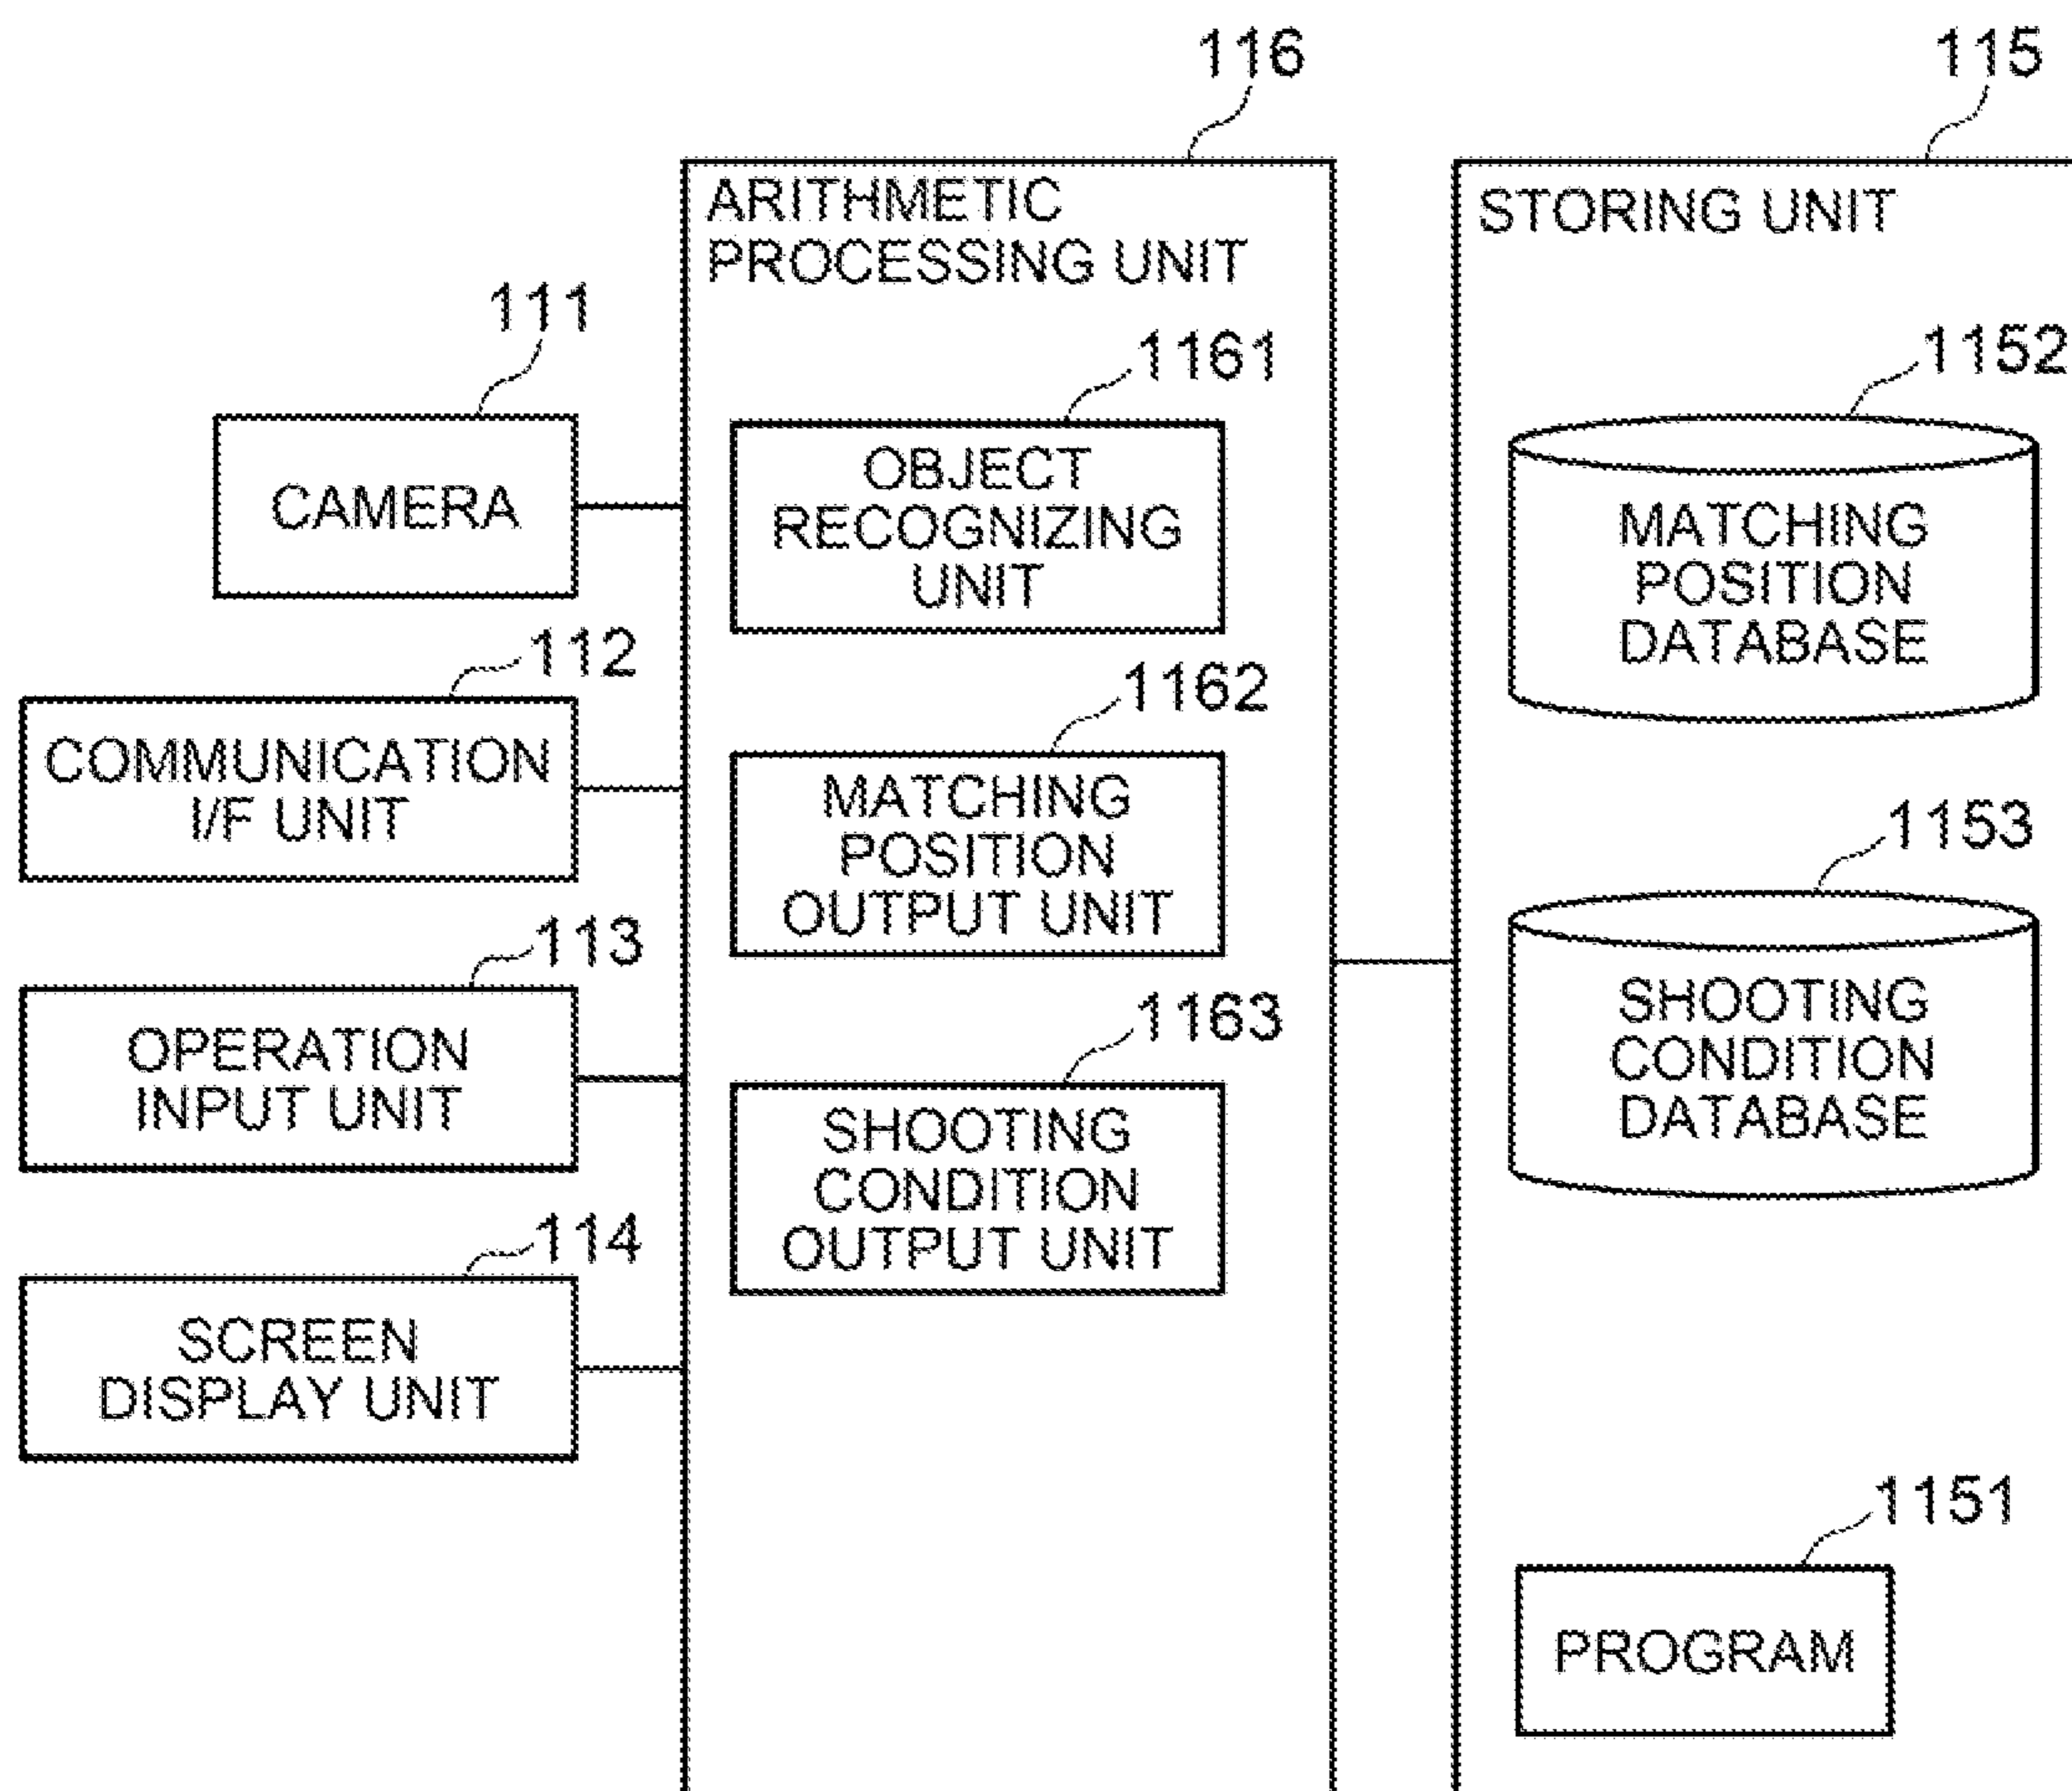 116
115
ARITHMETIC
PROCESSING UNIT
STORING UNIT
111
CAMERA
112
COMMUNICATION
I/F UNIT
113
OPERATION
INPUT UNIT
114
SCREEN
DISPLAY UNIT
1161
OBJECT
RECOGNIZING
UNIT
1162
MATCHING
POSITION
OUTPUT UNIT
1163
SHOOTING
CONDITION
OUTPUT UNIT
1152
MATCHING
POSITION
DATABASE
1153
SHOOTING
CONDITION
DATABASE
1151
PROGRAM